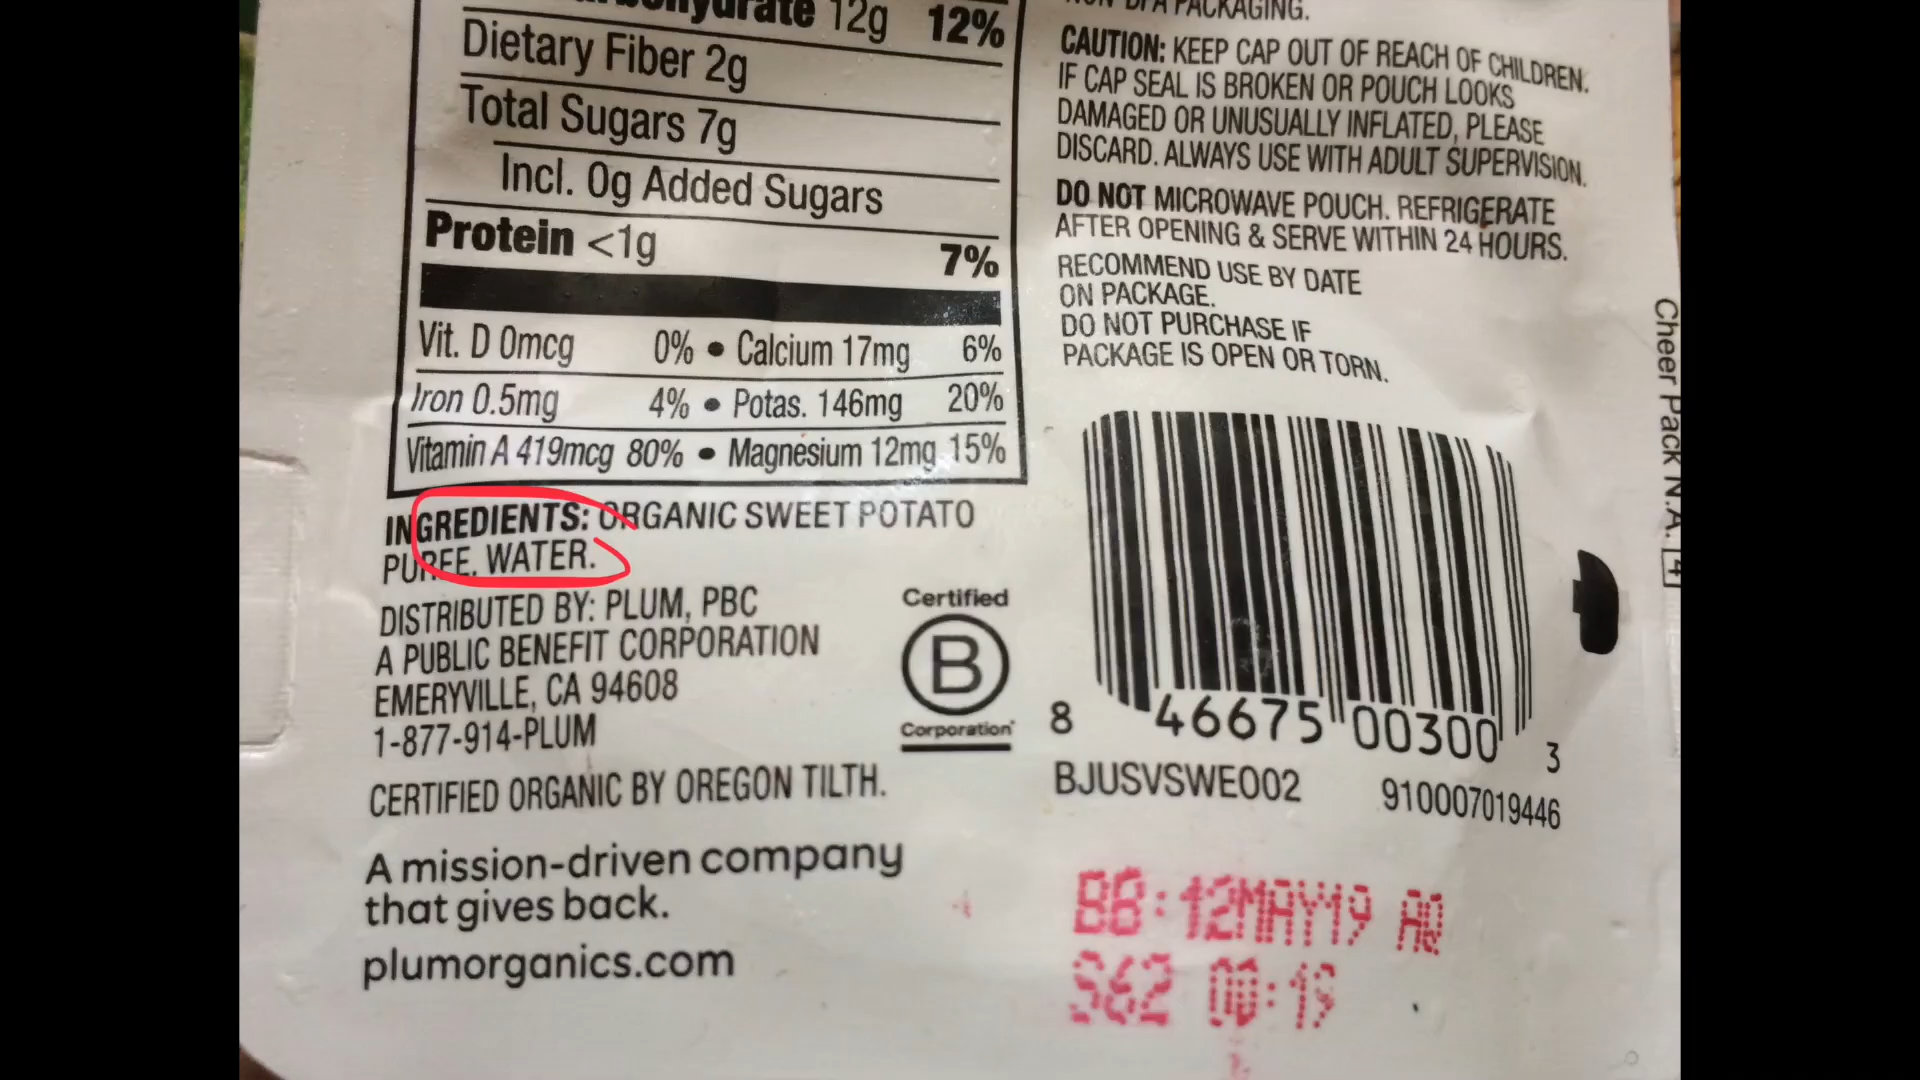 12g 12%
Dietary Fiber 2g
Total Sugars 7g
Incl. 0g Added Sugars
Protein <1g 7%
Vit. D 0mcg 0% • Calcium 17mg 6%
Iron 0.5mg 4% • Potas. 146mg 20%
Vitamin A 419mcg 80% • Magnesium 12mg 15%
INGREDIENTS: ORGANIC SWEET POTATO
PUREE, WATER.
DISTRIBUTED BY: PLUM, PBC
A PUBLIC BENEFIT CORPORATION
EMERYVILLE, CA 94608
1-877-914-PLUM
CERTIFIED ORGANIC BY OREGON TILTH.
A mission-driven company
that gives back.
plumorganics.com
Certified
B
Corporation
PACKAGING.
CAUTION: KEEP CAP OUT OF REACH OF CHILDREN.
IF CAP SEAL IS BROKEN OR POUCH LOOKS
DAMAGED OR UNUSUALLY INFLATED, PLEASE
DISCARD. ALWAYS USE WITH ADULT SUPERVISION.
DO NOT MICROWAVE POUCH. REFRIGERATE
AFTER OPENING & SERVE WITHIN 24 HOURS.
RECOMMEND USE BY DATE
ON PACKAGE.
DO NOT PURCHASE IF
PACKAGE IS OPEN OR TORN.
8 46675 00300 3
BJUSVSWE002 910007019446
BB:12MAY19 AQ
S62 00:19
Cheer Pack N.A. 4